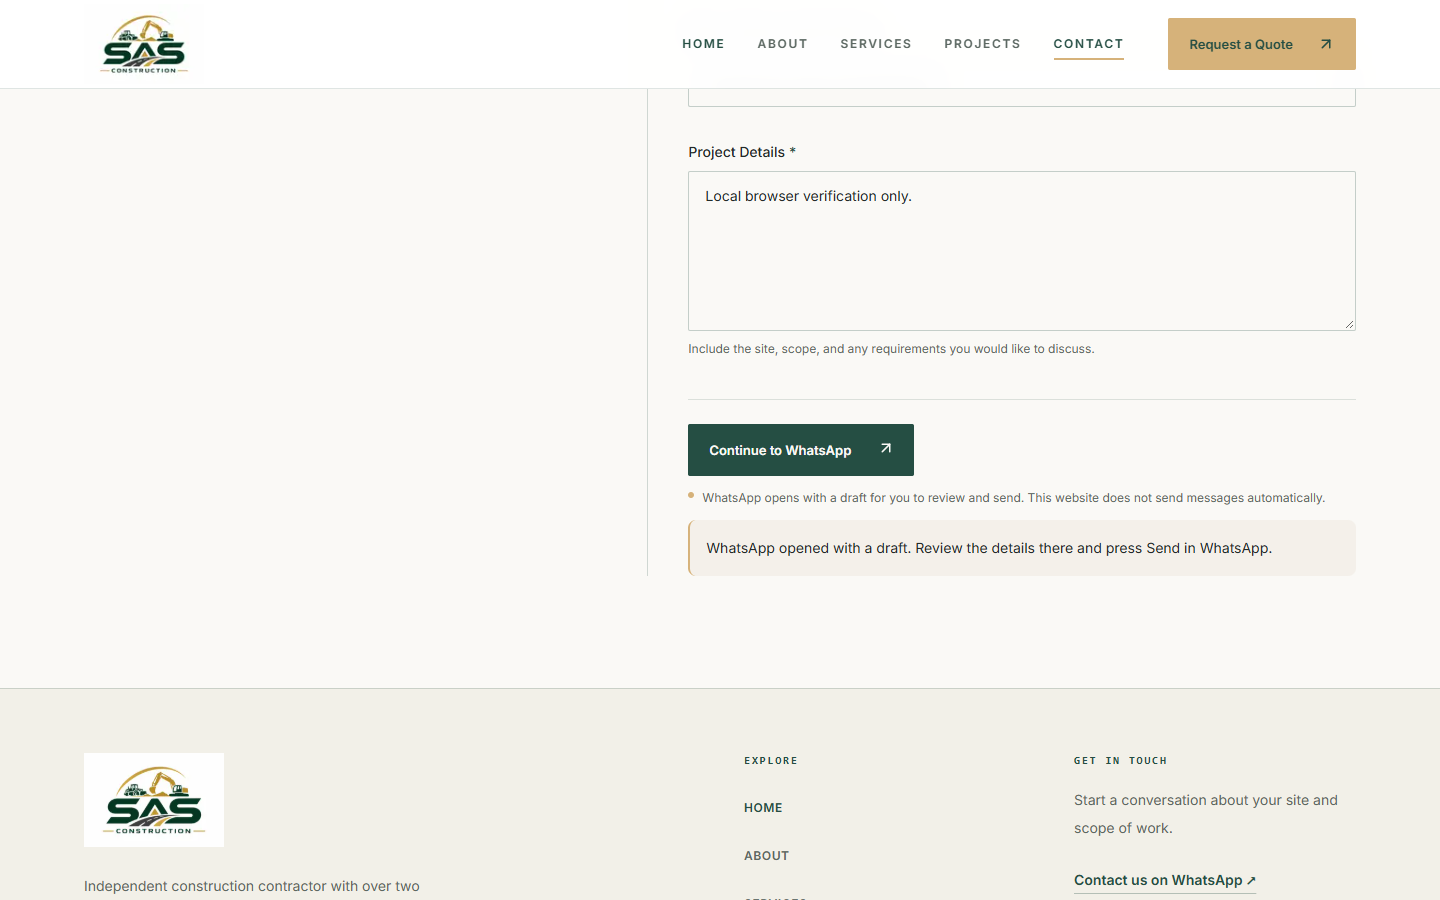 SAS
CONSTRUCTION
HOME ABOUT SERVICES PROJECTS CONTACT Request a Quote
Project Details *
Local browser verification only.
Include the site, scope, and any requirements you would like to discuss.
Continue to WhatsApp
WhatsApp opens with a draft for you to review and send. This website does not send messages automatically.
WhatsApp opened with a draft. Review the details there and press Send in WhatsApp.
SAS
CONSTRUCTION
Independent construction contractor with over two
EXPLORE
HOME
ABOUT
SERVICES
GET IN TOUCH
Start a conversation about your site and
scope of work.
Contact us on WhatsApp ↗